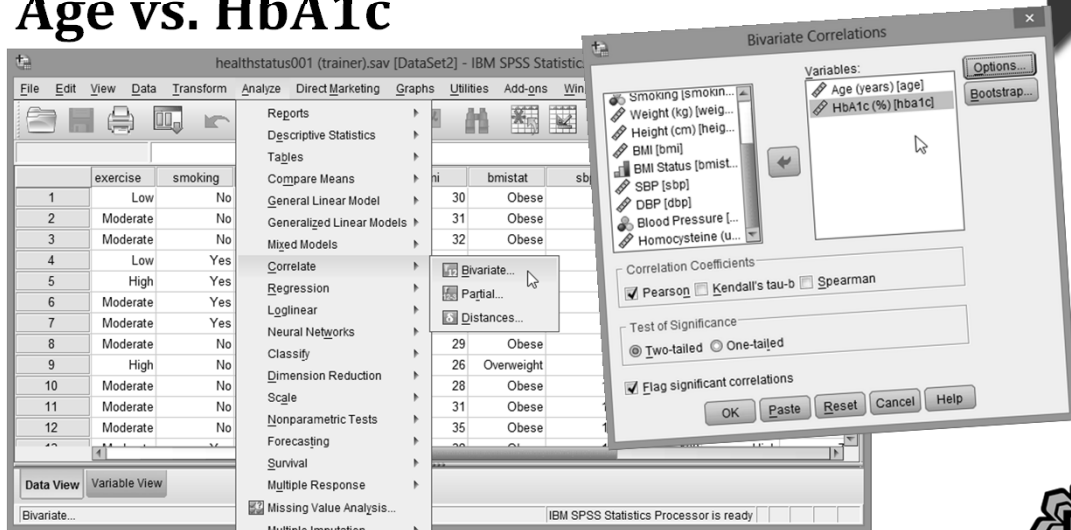 Age vs. HbA1c
healthstatus001 (trainer).sav [DataSet2] - IBM SPSS Statistic
File Edit View Data Transform Analyze Direct Marketing Graphs Utilities Add-ons Win
exercise smoking bmistat
1 Low No 30 Obese
2 Moderate No 31 Obese
3 Moderate No 32 Obese
4 Low Yes
5 High Yes
6 Moderate Yes
7 Moderate Yes
8 Moderate No 29 Obese
9 High No 26 Overweight
10 Moderate No 28 Obese
11 Moderate No 31 Obese
12 Moderate No 35 Obese
Data View Variable View
Bivariate...
IBM SPSS Statistics Processor is ready
Reports
Descriptive Statistics
Tables
Compare Means
General Linear Model
Generalized Linear Models
Mixed Models
Correlate
Regression
Loglinear
Neural Networks
Classify
Dimension Reduction
Scale
Nonparametric Tests
Forecasting
Survival
Multiple Response
Missing Value Analysis...
Multiple Imputation
Bivariate...
Partial...
Distances...
Bivariate Correlations
Smoking [smokin...
Weight (kg) [weig...
Height (cm) [heig...
BMI [bmi]
BMI Status [bmist...
SBP [sbp]
DBP [dbp]
Blood Pressure [...
Homocysteine (u...
Variables:
Age (years) [age]
HbA1c (%) [hba1c]
Options...
Bootstrap...
Correlation Coefficients
Pearson Kendall's tau-b Spearman
Test of Significance
Two-tailed One-tailed
Flag significant correlations
OK Paste Reset Cancel Help